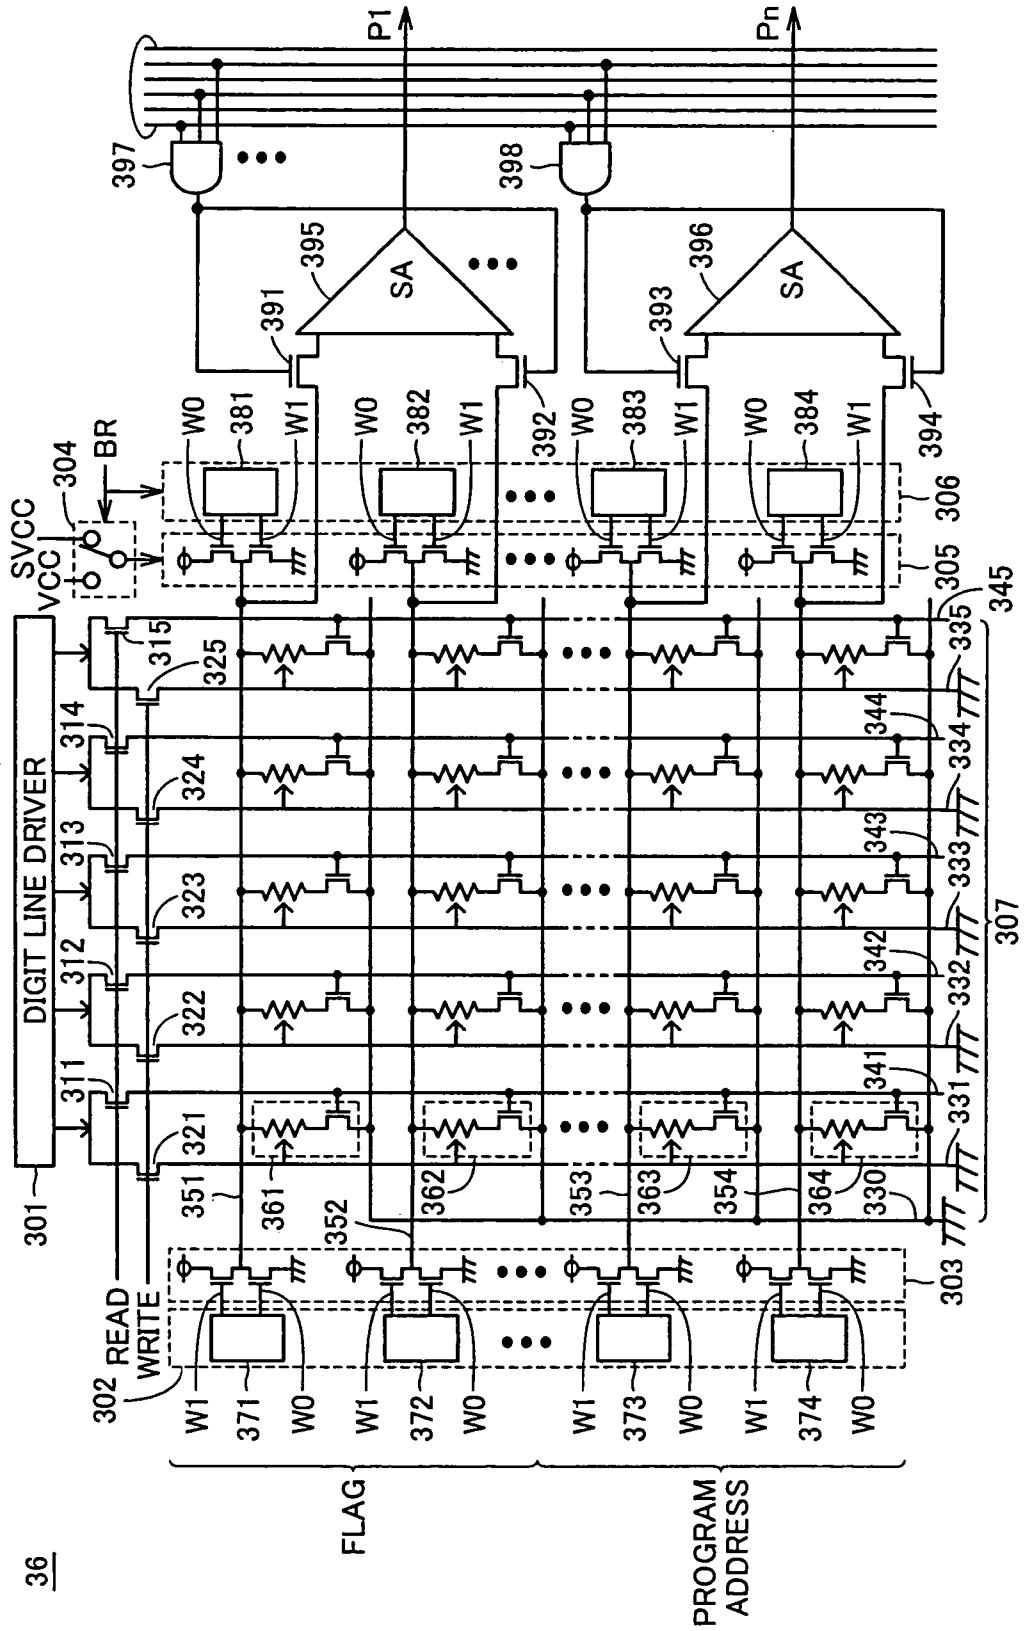 36
DIGIT LINE DRIVER
301
READ
WRITE
302
311
312
313
314
315
321
322
323
324
325
SVCC
VCC
304
BR
351
352
353
354
361
362
363
364
330
331
332
333
334
335
341
342
343
344
345
307
303
305
306
W1
371
W0
W1
372
W0
W1
373
W0
W1
374
W0
FLAG
PROGRAM
ADDRESS
W0
381
W1
W0
382
W1
W0
383
W1
W0
384
W1
391
392
393
394
SA
395
SA
396
397
398
P1
Pn